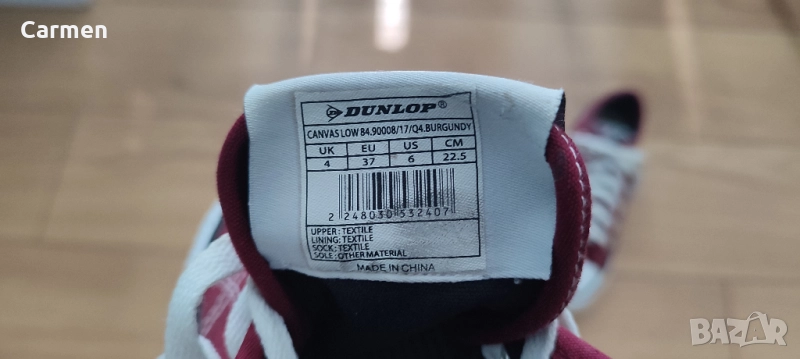 Carmen
DUNLOP®
CANVAS LOW 84.90008/17/Q4.BURGUNDY
UK EU US CM
4 37 6 22.5
2 248030 532407
UPPER: TEXTILE
LINING: TEXTILE
SOCK: TEXTILE
SOLE: OTHER MATERIAL
MADE IN CHINA
BAZAR.bg